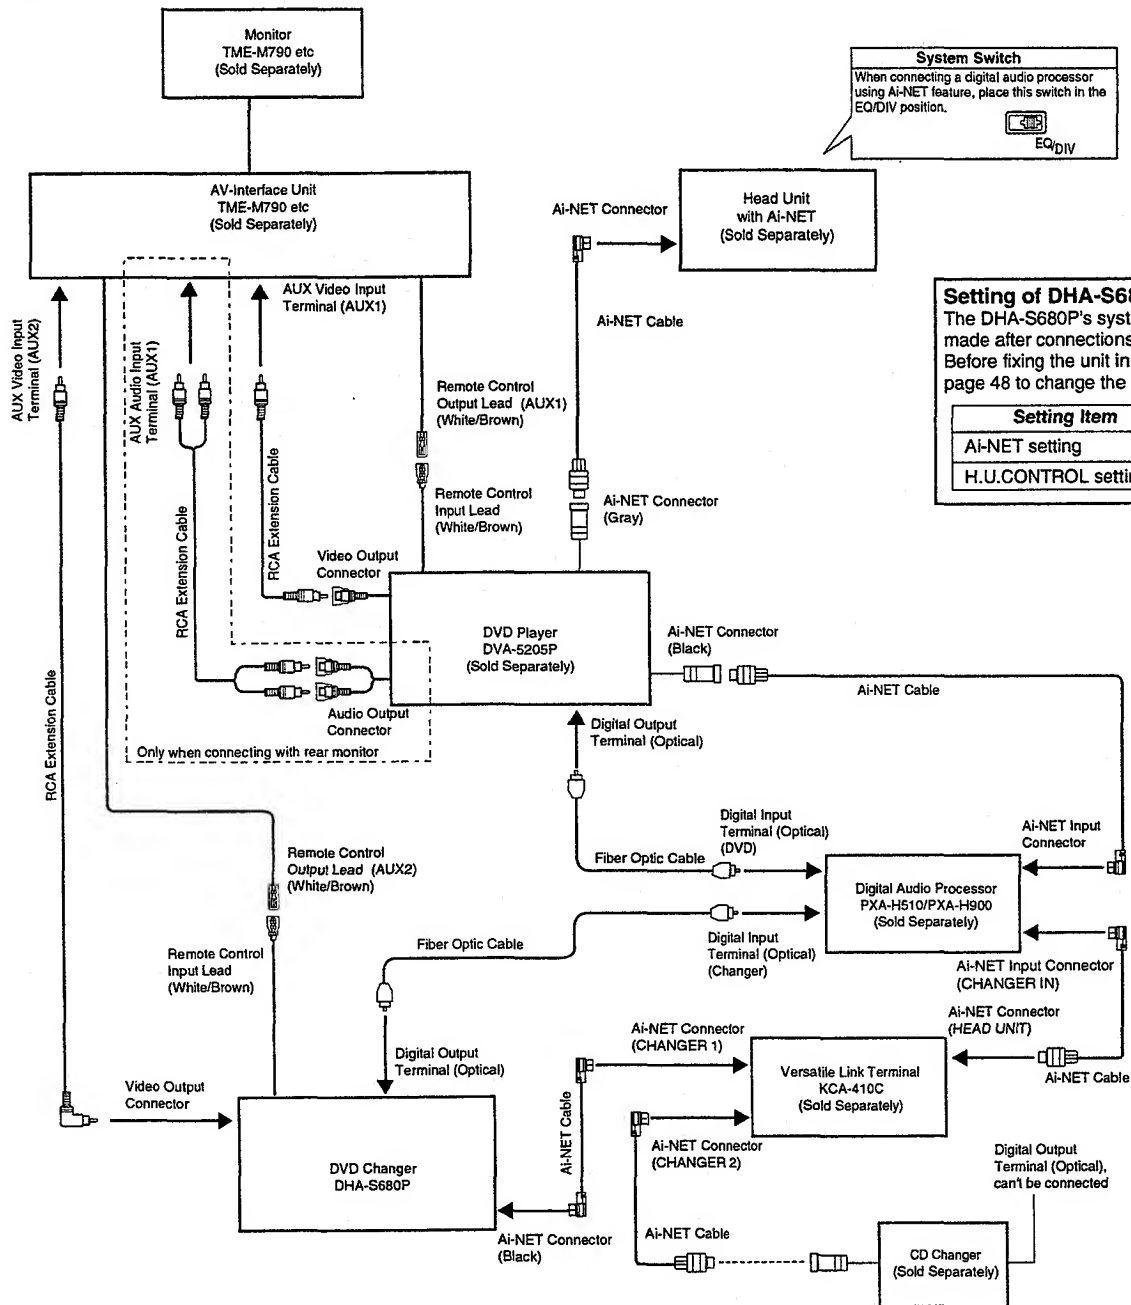 Monitor
TME-M790 etc
(Sold Separately)
System Switch
When connecting a digital audio processor
using Ai-NET feature, place this switch in the
EQ/DIV position.
EQ/DIV
AV-Interface Unit
TME-M790 etc
(Sold Separately)
Ai-NET Connector
Head Unit
with Ai-NET
(Sold Separately)
AUX Video Input
Terminal (AUX2)
AUX Audio Input
Terminal (AUX1)
AUX Video Input
Terminal (AUX1)
Ai-NET Cable
Setting of DHA-S68
The DHA-S680P's syst
made after connections
Before fixing the unit in
page 48 to change the
Setting Item
Ai-NET setting
H.U.CONTROL settin
Remote Control
Output Lead (AUX1)
(White/Brown)
Remote Control
Input Lead
(White/Brown)
Ai-NET Connector
(Gray)
RCA Extension Cable
RCA Extension Cable
RCA Extension Cable
Video Output
Connector
DVD Player
DVA-5205P
(Sold Separately)
Ai-NET Connector
(Black)
Ai-NET Cable
Audio Output
Connector
Only when connecting with rear monitor
Digital Output
Terminal (Optical)
Digital Input
Terminal (Optical)
(DVD)
Fiber Optic Cable
Ai-NET Input
Connector
Digital Audio Processor
PXA-H510/PXA-H900
(Sold Separately)
Remote Control
Output Lead (AUX2)
(White/Brown)
Fiber Optic Cable
Digital Input
Terminal (Optical)
(Changer)
Remote Control
Input Lead
(White/Brown)
Ai-NET Input Connector
(CHANGER IN)
Ai-NET Connector
(HEAD UNIT)
Ai-NET Connector
(CHANGER 1)
Digital Output
Terminal (Optical)
Versatile Link Terminal
KCA-410C
(Sold Separately)
Ai-NET Cable
Video Output
Connector
Ai-NET Cable
Ai-NET Connector
(CHANGER 2)
DVD Changer
DHA-S680P
Digital Output
Terminal (Optical),
can't be connected
Ai-NET Connector
(Black)
Ai-NET Cable
CD Changer
(Sold Separately)